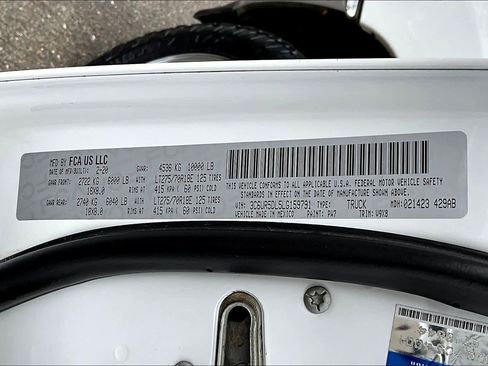 MFD BY FCA US LLC
DATE OF MFR/BUILT: 2-20 GVWR: 4536 KG 10000 LB
GAWR FRONT: 2722 KG 6000 LB WITH LT275/70R18E 125 TIRES
18X8.0 RIMS AT 415 KPA / 60 PSI COLD
GAWR REAR: 2740 KG 6040 LB WITH LT275/70R18E 125 TIRES
18X8.0 RIMS AT 415 KPA / 60 PSI COLD
THIS VEHICLE CONFORMS TO ALL APPLICABLE U.S.A. FEDERAL MOTOR VEHICLE SAFETY
STANDARDS IN EFFECT ON THE DATE OF MANUFACTURE SHOWN ABOVE.
VIN: 3C6UR5DL5LG159791 TYPE: TRUCK MDH: 021423 429AB
VEHICLE MADE IN MEXICO PAINT: PW7 TRIM: V9X8